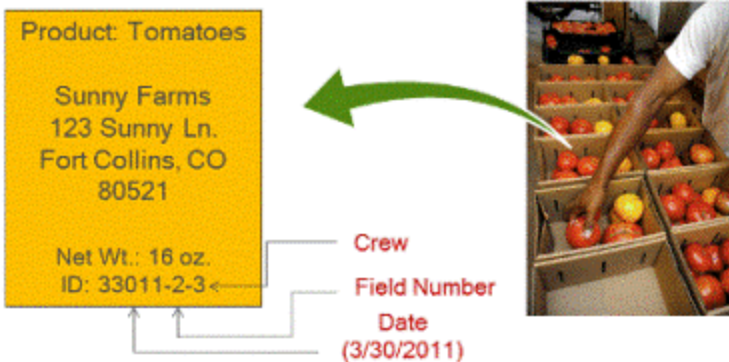 Product: Tomatoes
Sunny Farms
123 Sunny Ln.
Fort Collins, CO
80521
Net Wt.: 16 oz.
ID: 33011-2-3
Crew
Field Number
Date
(3/30/2011)